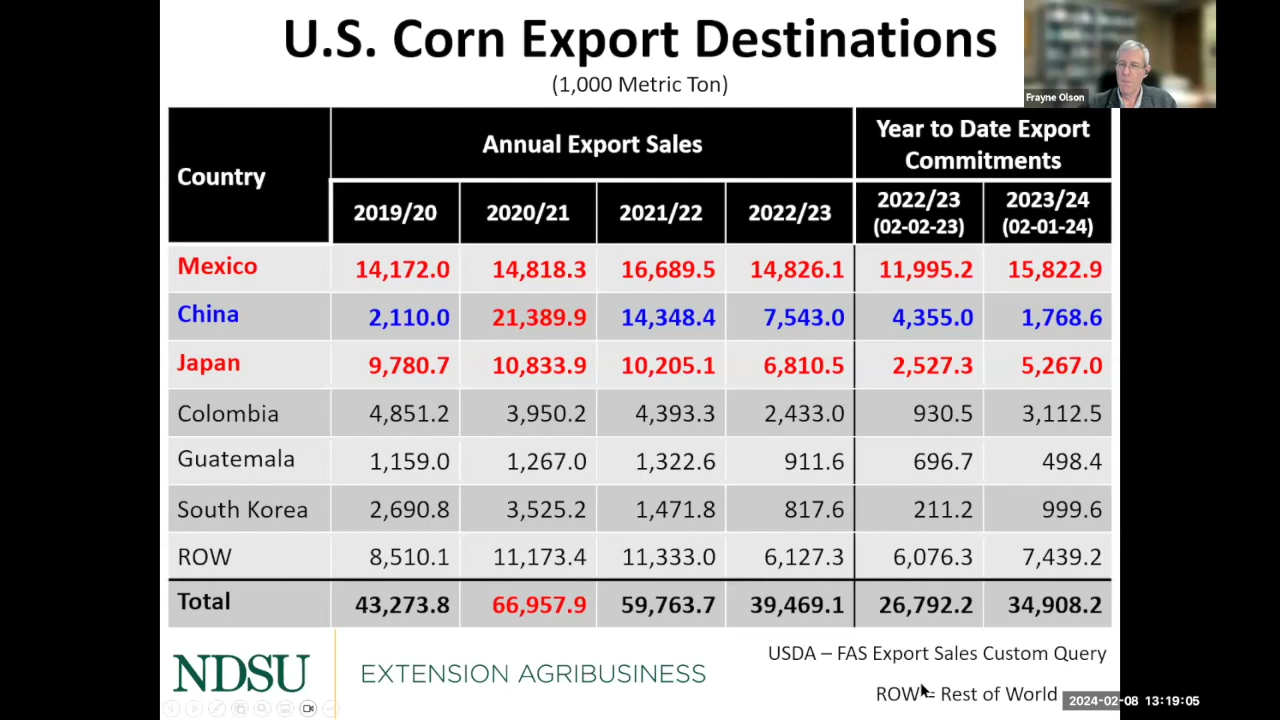 U.S. Corn Export Destinations
(1,000 Metric Ton)
Frayne Olson
Country Annual Export Sales Year to Date Export Commitments
2019/20 2020/21 2021/22 2022/23 2022/23 (02-02-23) 2023/24 (02-01-24)
Mexico 14,172.0 14,818.3 16,689.5 14,826.1 11,995.2 15,822.9
China 2,110.0 21,389.9 14,348.4 7,543.0 4,355.0 1,768.6
Japan 9,780.7 10,833.9 10,205.1 6,810.5 2,527.3 5,267.0
Colombia 4,851.2 3,950.2 4,393.3 2,433.0 930.5 3,112.5
Guatemala 1,159.0 1,267.0 1,322.6 911.6 696.7 498.4
South Korea 2,690.8 3,525.2 1,471.8 817.6 211.2 999.6
ROW 8,510.1 11,173.4 11,333.0 6,127.3 6,076.3 7,439.2
Total 43,273.8 66,957.9 59,763.7 39,469.1 26,792.2 34,908.2
NDSU EXTENSION AGRIBUSINESS
USDA – FAS Export Sales Custom Query
ROW = Rest of World
2024-02-08 13:19:05